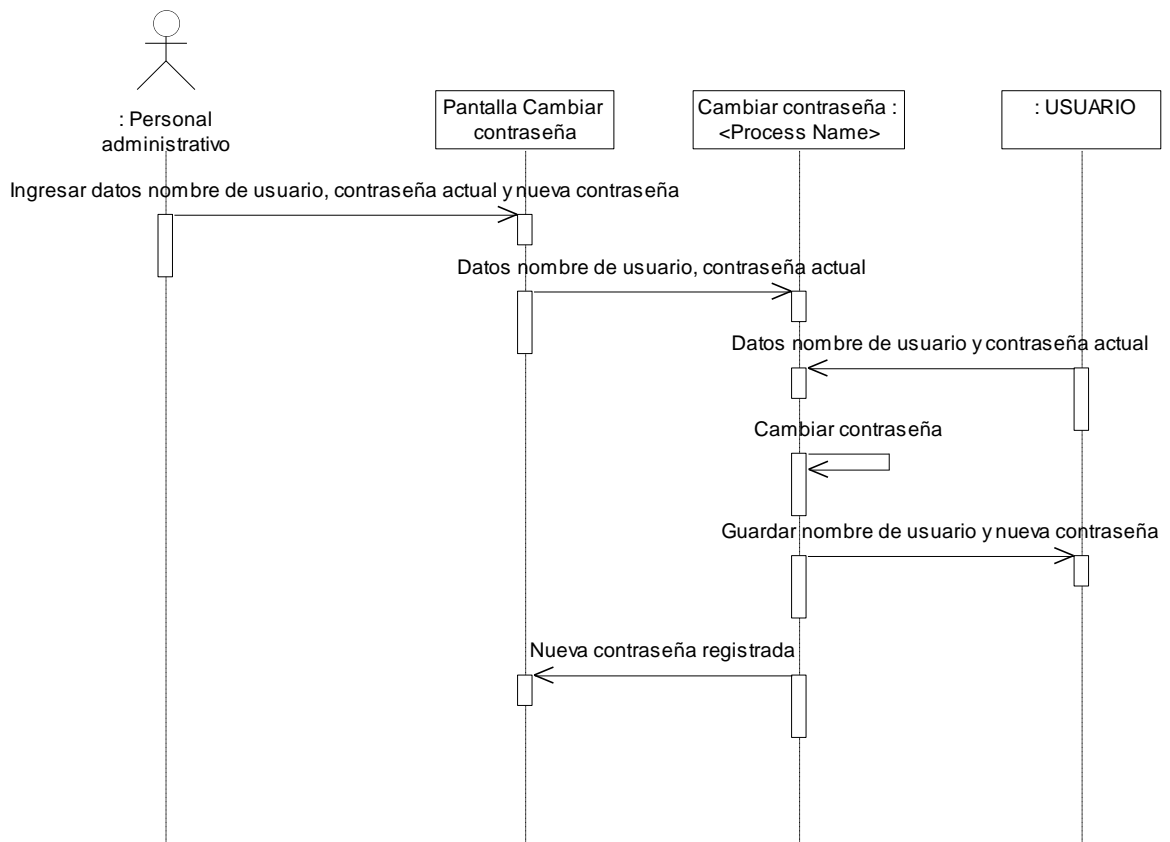 : Personal
administrativo
Pantalla Cambiar
contraseña
Cambiar contraseña :
<Process Name>
: USUARIO
Ingresar datos nombre de usuario, contraseña actual y nueva contraseña
Datos nombre de usuario, contraseña actual
Datos nombre de usuario y contraseña actual
Cambiar contraseña
Guardar nombre de usuario y nueva contraseña
Nueva contraseña registrada